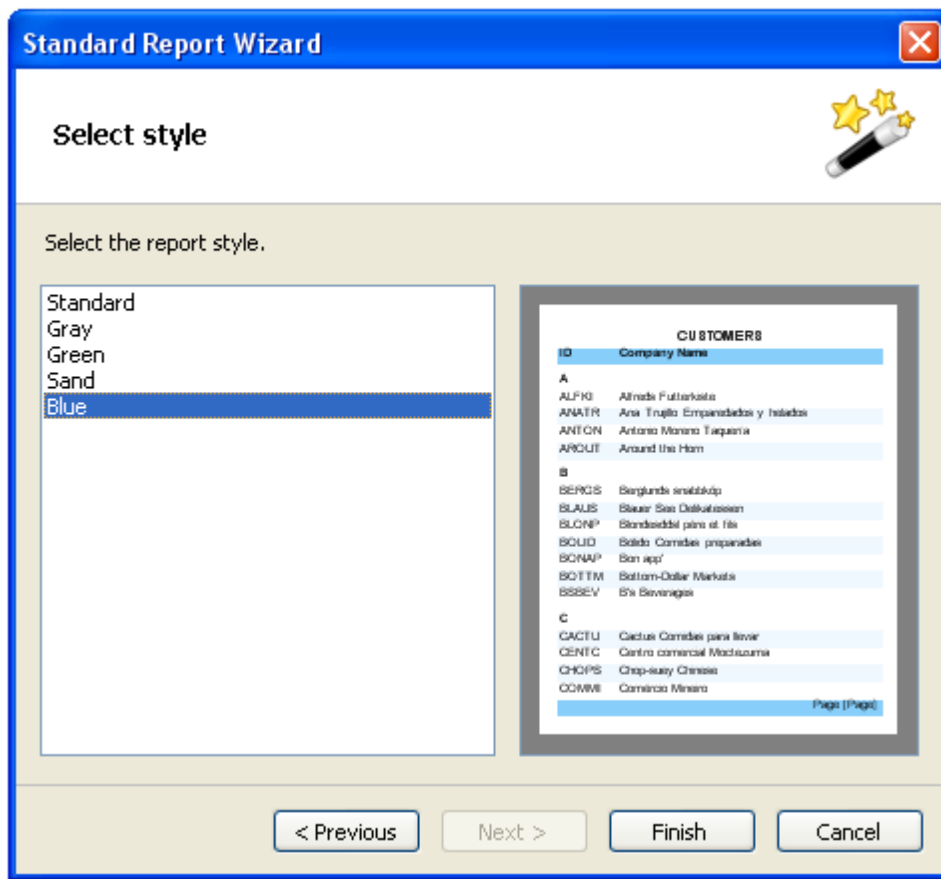 Standard Report Wizard
Select style
Select the report style.
Standard
Gray
Green
Sand
Blue
CUSTOMERS
ID Company Name
A
ALFKI Alfreds Futterkiste
ANATR Ana Trujillo Emparedados y helados
ANTON Antonio Moreno Taquería
AROUT Around the Horn
B
BERGS Berglunds snabbköp
BLAUS Blauer See Delikatessen
BLONP Blondesddsl père et fils
BOLID Bólido Comidas preparadas
BONAP Bon app'
BOTTM Bottom-Dollar Markets
BSBEV B's Beverages
C
CACTU Cactus Comidas para llevar
CENTC Centro comercial Moctezuma
CHOPS Chop-suey Chinese
COMMI Comércio Mineiro
Page [Page]
< Previous Next > Finish Cancel